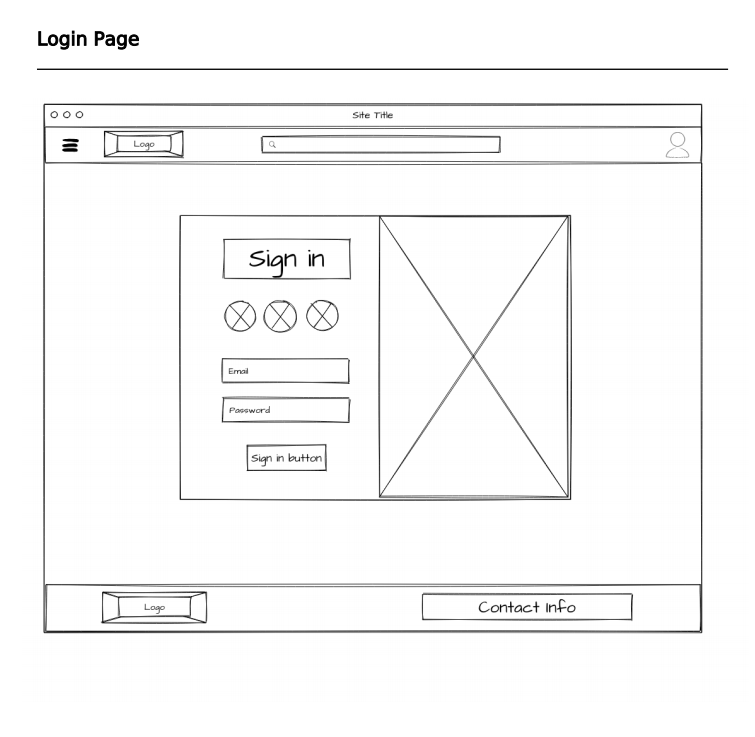 Login Page
Site Title
Logo
Sign in
Email
Password
Sign in button
Logo
Contact Info